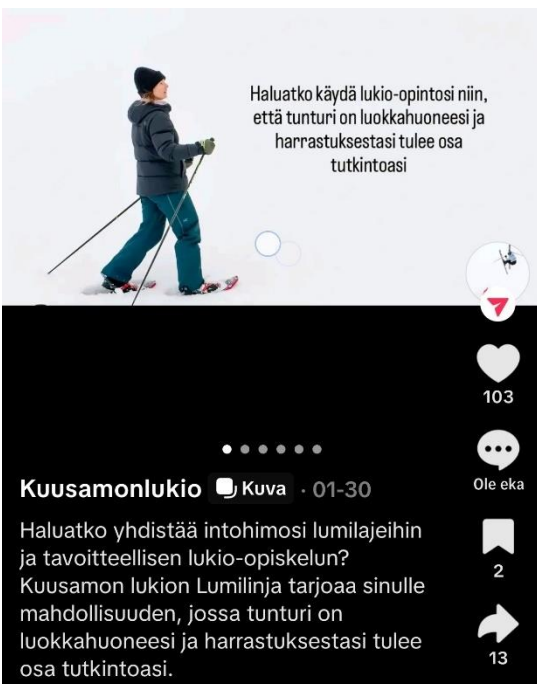 Haluatko käydä lukio-opintosi niin,
että tunturi on luokkahuoneesi ja
harrastuksestasi tulee osa
tutkintoasi
103
Ole eka
2
13
Kuusamonlukio Kuva · 01-30
Haluatko yhdistää intohimosi lumilajeihin
ja tavoitteellisen lukio-opiskelun?
Kuusamon lukion Lumilinja tarjoaa sinulle
mahdollisuuden, jossa tunturi on
luokkahuoneesi ja harrastuksestasi tulee
osa tutkintoasi.